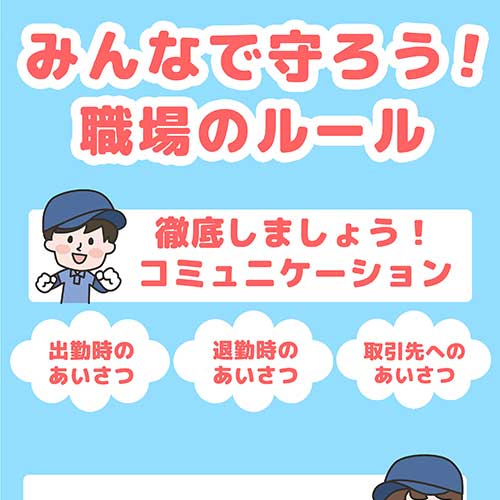 みんなで守ろう!
職場のルール
徹底しましょう!
コミュニケーション
出勤時の
あいさつ
退勤時の
あいさつ
取引先への
あいさつ